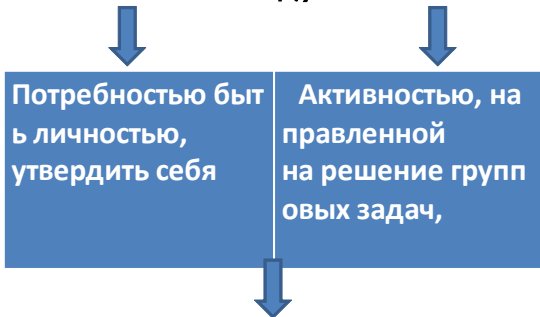 Потребностью быт
ь личностью,
утвердить себя
Активностью, на
правленной
на решение групп
овых задач,